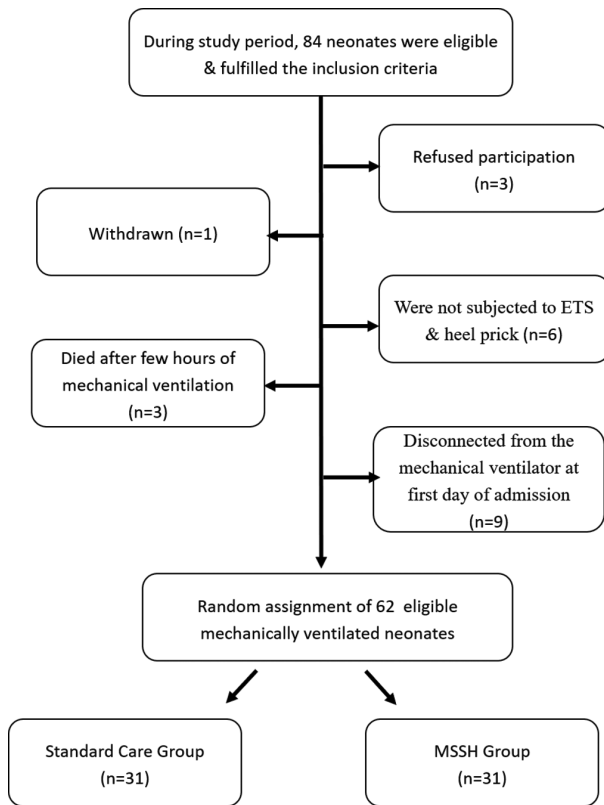 During study period, 84 neonates were eligible
& fulfilled the inclusion criteria
Refused participation
(n=3)
Withdrawn (n=1)
Were not subjected to ETS
& heel prick (n=6)
Died after few hours of
mechanical ventilation
(n=3)
Disconnected from the
mechanical ventilator at
first day of admission
(n=9)
Random assignment of 62 eligible
mechanically ventilated neonates
Standard Care Group
(n=31)
MSSH Group
(n=31)